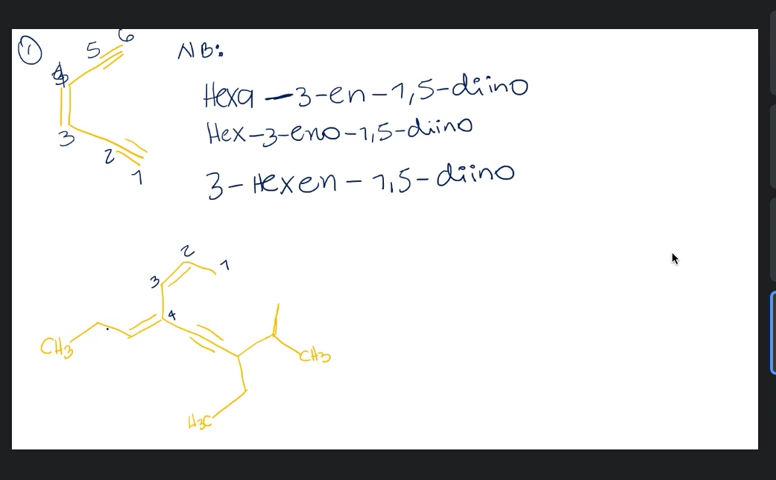 1
6
5
NB:
4
Hexa-3-en-1,5-diino
3
Hex-3-eno-1,5-diino
2
1
3-Hexen-1,5-diino
2
1
3
4
CH3
CH3
H3C